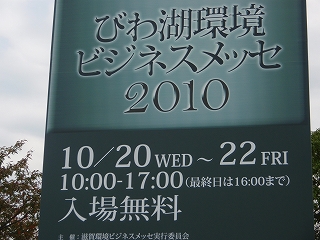 びわ湖環境
ビジネスメッセ
2010
10/20 WED～22 FRI
10:00-17:00(最終日は16:00まで)
入場無料
主催：滋賀環境ビジネスメッセ実行委員会